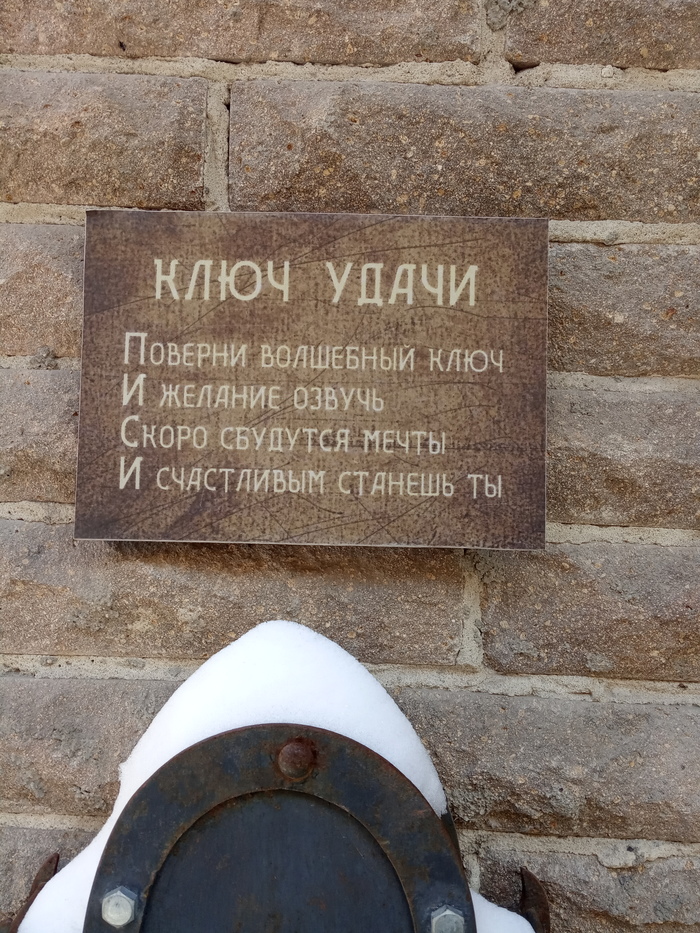 КЛЮЧ УДАЧИ
ПОВЕРНИ ВОЛШЕБНЫЙ КЛЮЧ
И ЖЕЛАНИЕ ОЗВУЧЬ
СКОРО СБУДУТСЯ МЕЧТЫ
И СЧАСТЛИВЫМ СТАНЕШЬ ТЫ